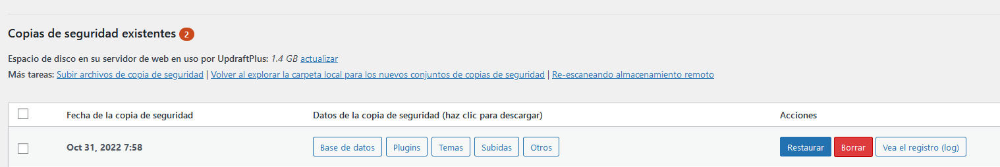 Copias de seguridad existentes 2
Espacio de disco en su servidor de web en uso por UpdraftPlus: 1.4 GB actualizar
Más tareas: Subir archivos de copia de seguridad | Volver al explorar la carpeta local para los nuevos conjuntos de copias de seguridad | Re-escaneando almacenamiento remoto
Fecha de la copia de seguridad Datos de la copia de seguridad (haz clic para descargar) Acciones
Oct 31, 2022 7:58 Base de datos Plugins Temas Subidas Otros Restaurar Borrar Vea el registro (log)